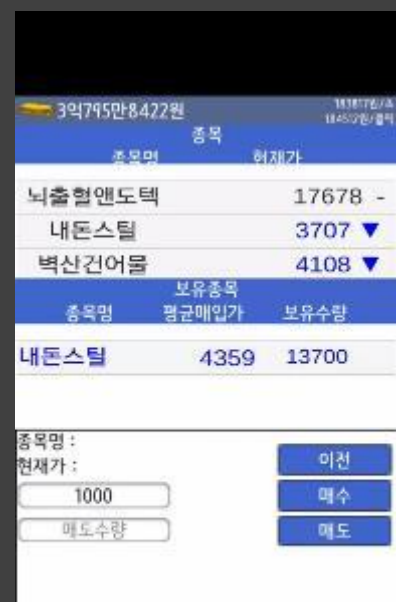 3억795만8422원
종목
종목명 현재가
뇌출혈앤도텍 17678 -
내돈스틸 3707 ▼
벽산건어물 4108 ▼
보유종목
종목명 평균매입가 보유수량
내돈스틸 4359 13700
종목명 :
현재가 :
이전
1000 매수
매도수량 매도